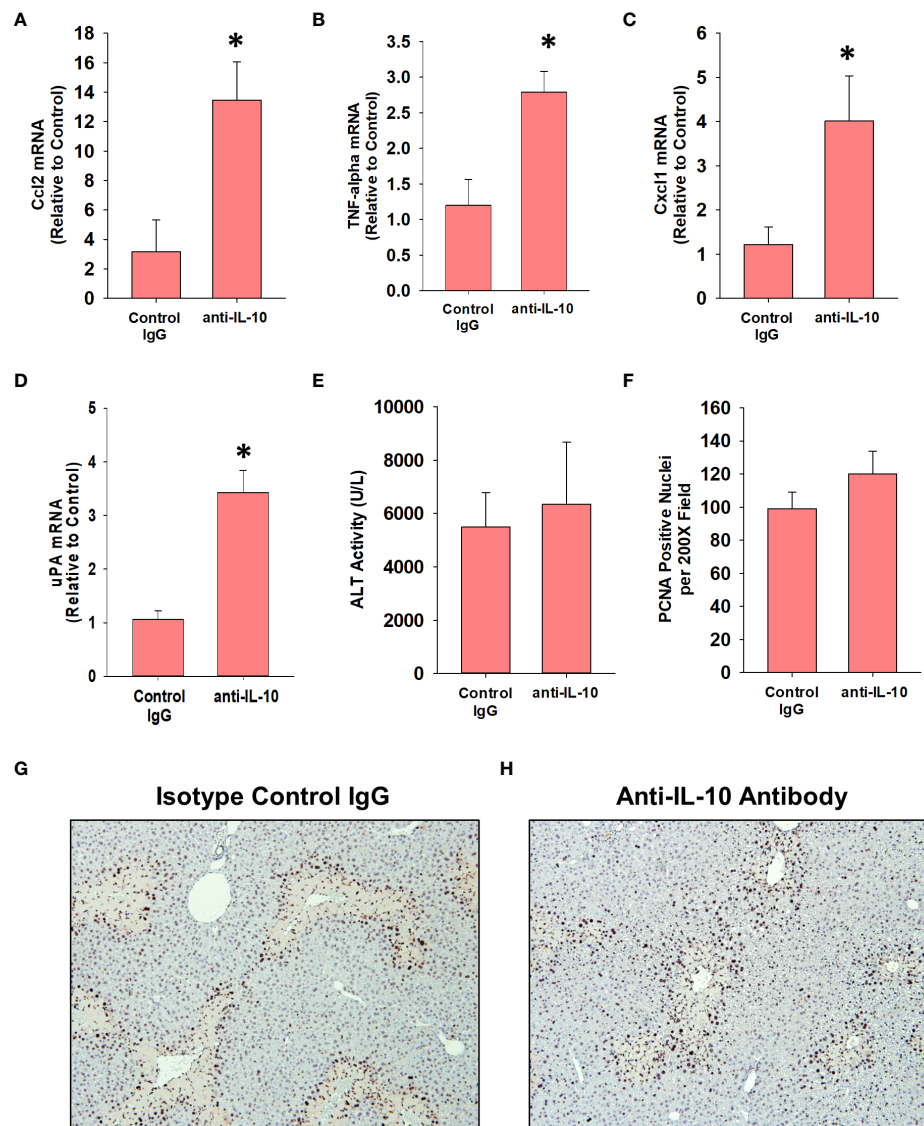 A
Ccl2 mRNA
(Relative to Control)
18
16
14
12
10
8
6
4
2
0
*
Control
IgG
anti-IL-10
B
TNF-alpha mRNA
(Relative to Control)
3.5
3.0
2.5
2.0
1.5
1.0
0.5
0.0
*
Control
IgG
anti-IL-10
C
Cxcl1 mRNA
(Relative to Control)
6
5
4
3
2
1
0
*
Control
IgG
anti-IL-10
D
uPA mRNA
(Relative to Control)
5
4
3
2
1
0
*
Control
IgG
anti-IL-10
E
ALT Activity (U/L)
10000
8000
6000
4000
2000
0
Control
IgG
anti-IL-10
F
PCNA Positive Nuclei
per 200X Field
160
140
120
100
80
60
40
20
0
Control
IgG
anti-IL-10
G
Isotype Control IgG
H
Anti-IL-10 Antibody